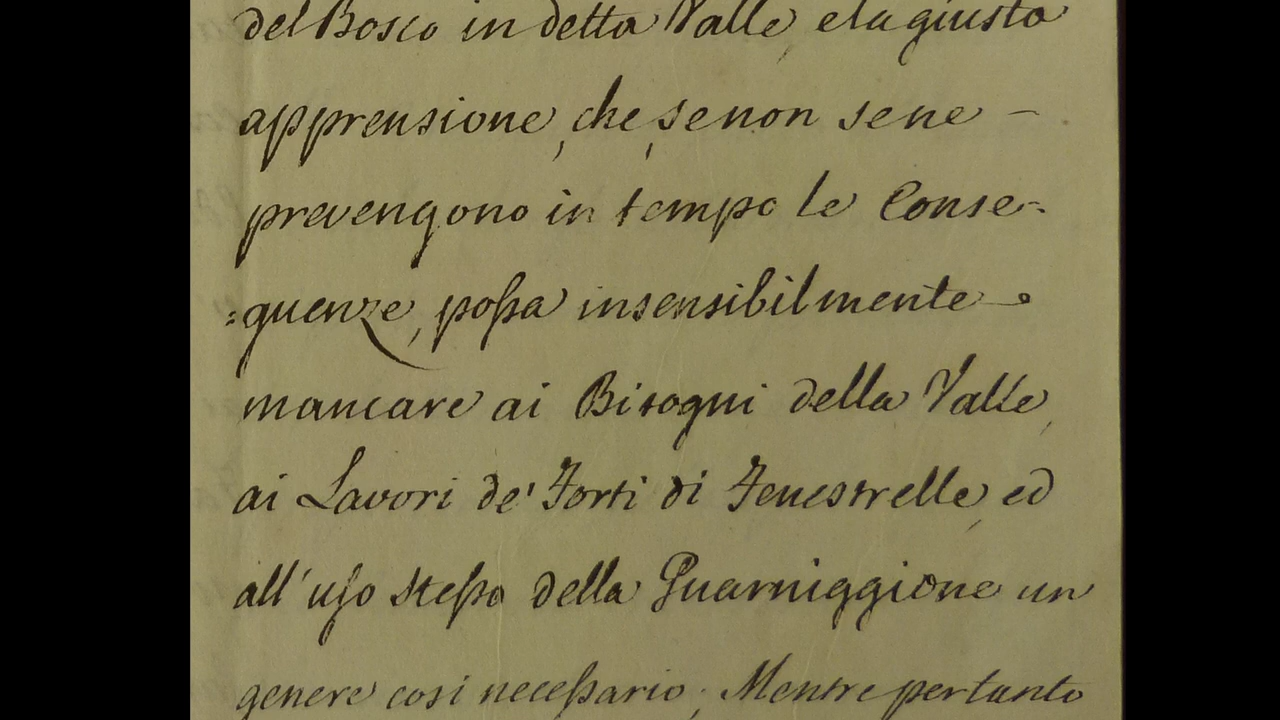 del Bosco in detta Valle, e la giusta
apprensione, che, se non se ne -
prevengono in tempo le Conse-
=quenze, possa insensibilmente
mancare ai Bisogni della Valle,
ai Lavori de' Forti di Fenestrelle, ed
all'uso stesso della Guarniggione un
genere così necessario; Mentre pertanto